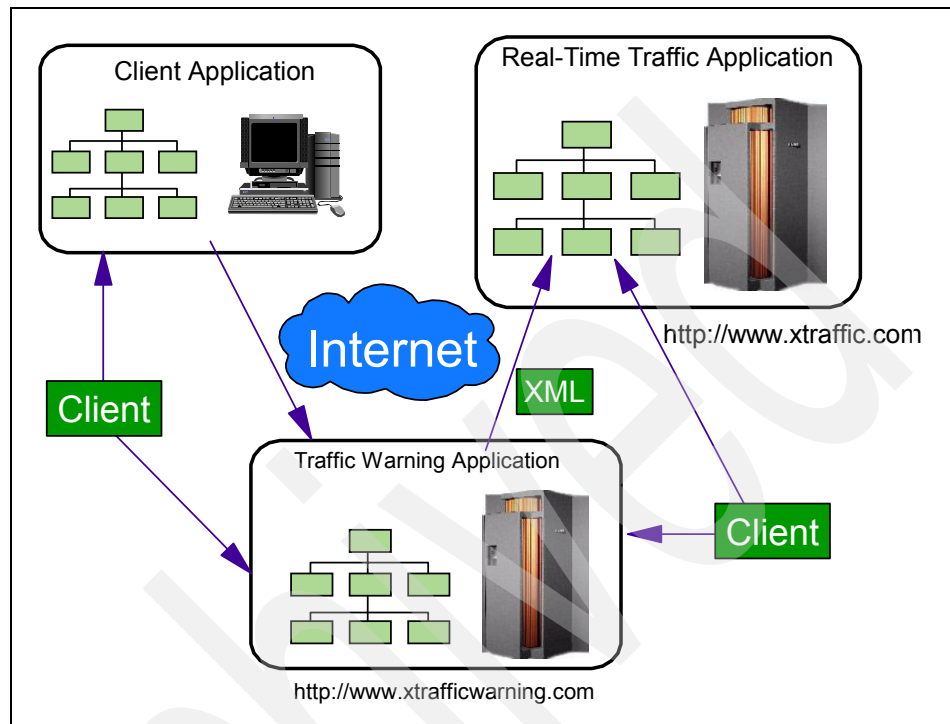 Client Application
Real-Time Traffic Application
http://www.xtraffic.com
Internet
XML
Client
Traffic Warning Application
Client
http://www.xtrafficwarning.com